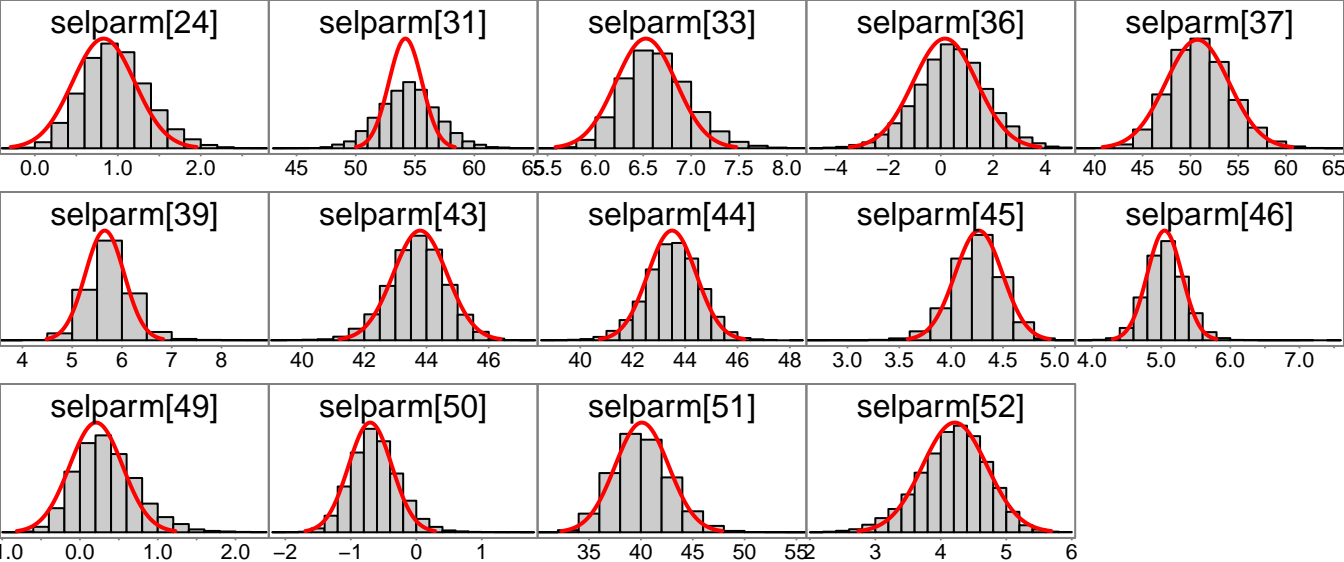 selparm[24] selparm[31] selparm[33] selparm[36] selparm[37]
0.0 1.0 2.0 45 50 55 60 65 5.5 6.0 6.5 7.0 7.5 8.0 −4 −2 0 2 4 40 45 50 55 60 65
selparm[39] selparm[43] selparm[44] selparm[45] selparm[46]
4 5 6 7 8 40 42 44 46 40 42 44 46 48 3.0 3.5 4.0 4.5 5.0 4.0 5.0 6.0 7.0
selparm[49] selparm[50] selparm[51] selparm[52]
1.0 0.0 1.0 2.0 −2 −1 0 1 35 40 45 50 55 2 3 4 5 6